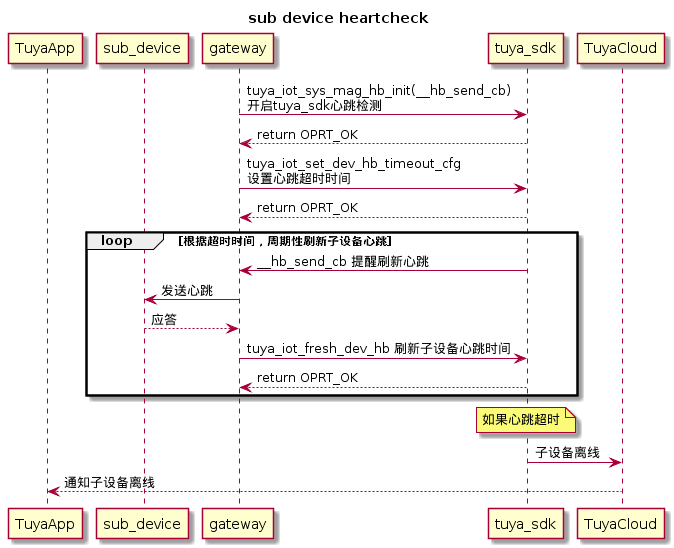 sub device heartcheck
TuyaApp sub_device gateway tuya_sdk TuyaCloud
tuya_iot_sys_mag_hb_init(__hb_send_cb)
开启tuya_sdk心跳检测
return OPRT_OK
tuya_iot_set_dev_hb_timeout_cfg
设置心跳超时时间
return OPRT_OK
loop [根据超时时间，周期性刷新子设备心跳]
__hb_send_cb 提醒刷新心跳
发送心跳
应答
tuya_iot_fresh_dev_hb 刷新子设备心跳时间
return OPRT_OK
如果心跳超时
子设备离线
通知子设备离线
TuyaApp sub_device gateway tuya_sdk TuyaCloud